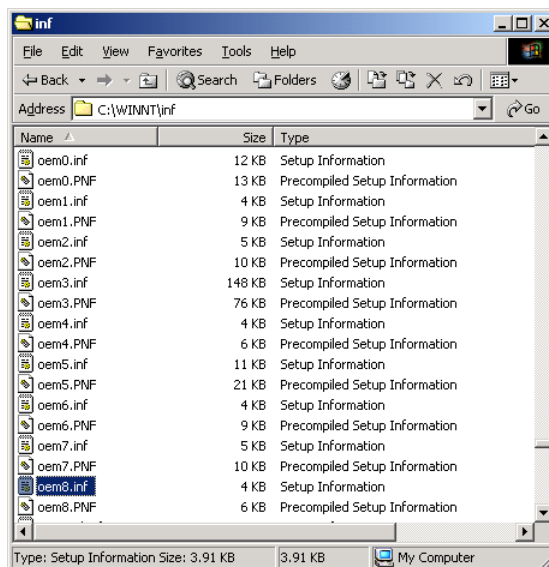 inf
File Edit View Favorites Tools Help
Back Search Folders
Address C:\WINNT\inf Go
Name Size Type
oem0.inf 12 KB Setup Information
oem0.PNF 13 KB Precompiled Setup Information
oem1.inf 4 KB Setup Information
oem1.PNF 9 KB Precompiled Setup Information
oem2.inf 5 KB Setup Information
oem2.PNF 10 KB Precompiled Setup Information
oem3.inf 148 KB Setup Information
oem3.PNF 76 KB Precompiled Setup Information
oem4.inf 4 KB Setup Information
oem4.PNF 6 KB Precompiled Setup Information
oem5.inf 11 KB Setup Information
oem5.PNF 21 KB Precompiled Setup Information
oem6.inf 4 KB Setup Information
oem6.PNF 9 KB Precompiled Setup Information
oem7.inf 5 KB Setup Information
oem7.PNF 10 KB Precompiled Setup Information
oem8.inf 4 KB Setup Information
oem8.PNF 6 KB Precompiled Setup Information
Type: Setup Information Size: 3.91 KB 3.91 KB My Computer